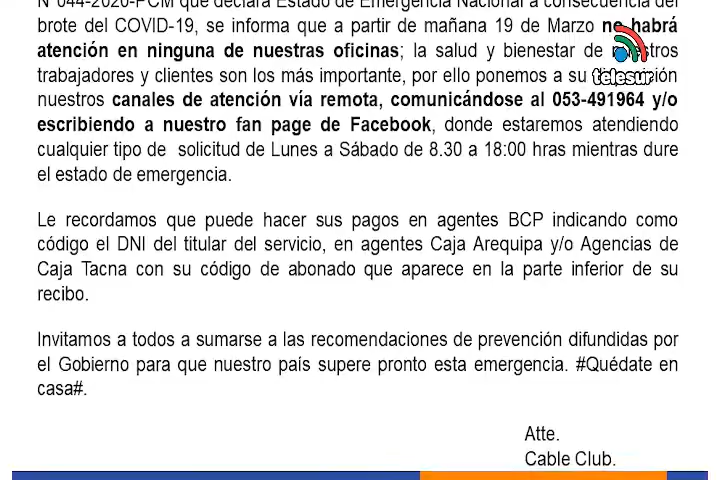 N°044-2020-PCM que declara Estado de Emergencia Nacional a consecuencia del
brote del COVID-19, se informa que a partir de mañana 19 de Marzo no habrá
atención en ninguna de nuestras oficinas; la salud y bienestar de nuestros
trabajadores y clientes son los más importante, por ello ponemos a su
telesur
nuestros canales de atención vía remota, comunicándose al 053-491964 y/o
escribiendo a nuestro fan page de Facebook, donde estaremos atendiendo
cualquier tipo de solicitud de Lunes a Sábado de 8.30 a 18:00 hras mientras dure
el estado de emergencia.
Le recordamos que puede hacer sus pagos en agentes BCP indicando como
código el DNI del titular del servicio, en agentes Caja Arequipa y/o Agencias de
Caja Tacna con su código de abonado que aparece en la parte inferior de su
recibo.
Invitamos a todos a sumarse a las recomendaciones de prevención difundidas por
el Gobierno para que nuestro país supere pronto esta emergencia. #Quédate en
casa#.
Atte.
Cable Club.